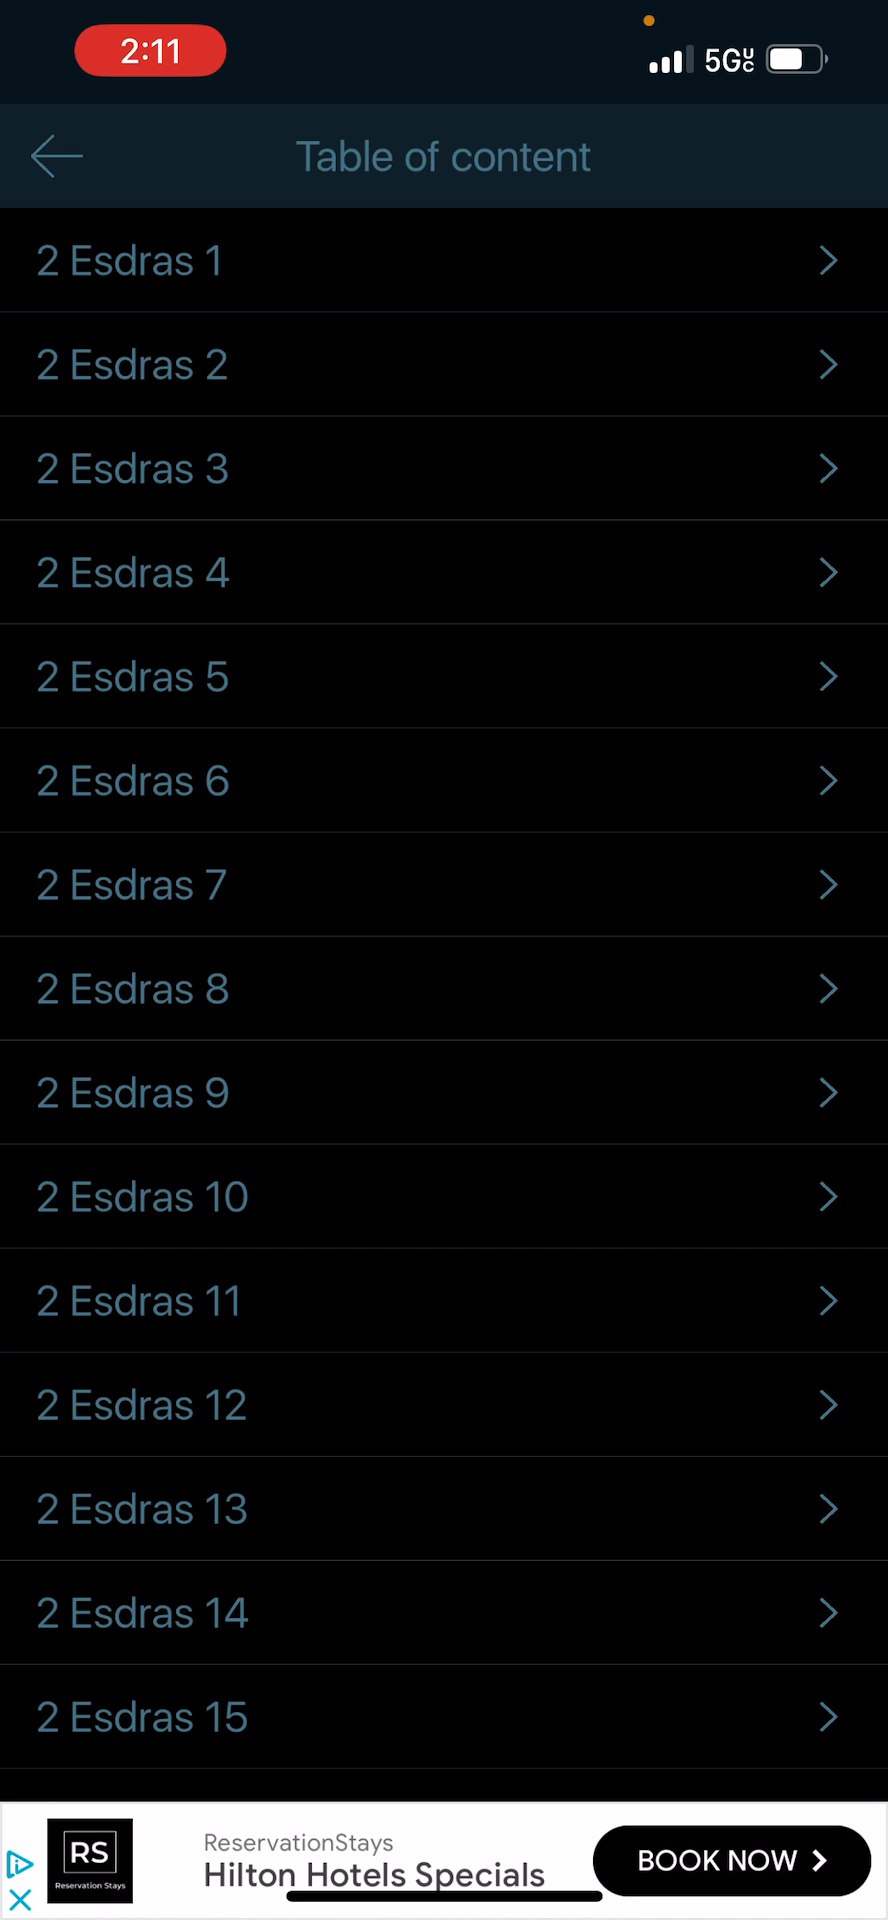 2:11
5G UC
Table of content
2 Esdras 1
2 Esdras 2
2 Esdras 3
2 Esdras 4
2 Esdras 5
2 Esdras 6
2 Esdras 7
2 Esdras 8
2 Esdras 9
2 Esdras 10
2 Esdras 11
2 Esdras 12
2 Esdras 13
2 Esdras 14
2 Esdras 15
RS
Reservation Stays
ReservationStays
Hilton Hotels Specials
BOOK NOW